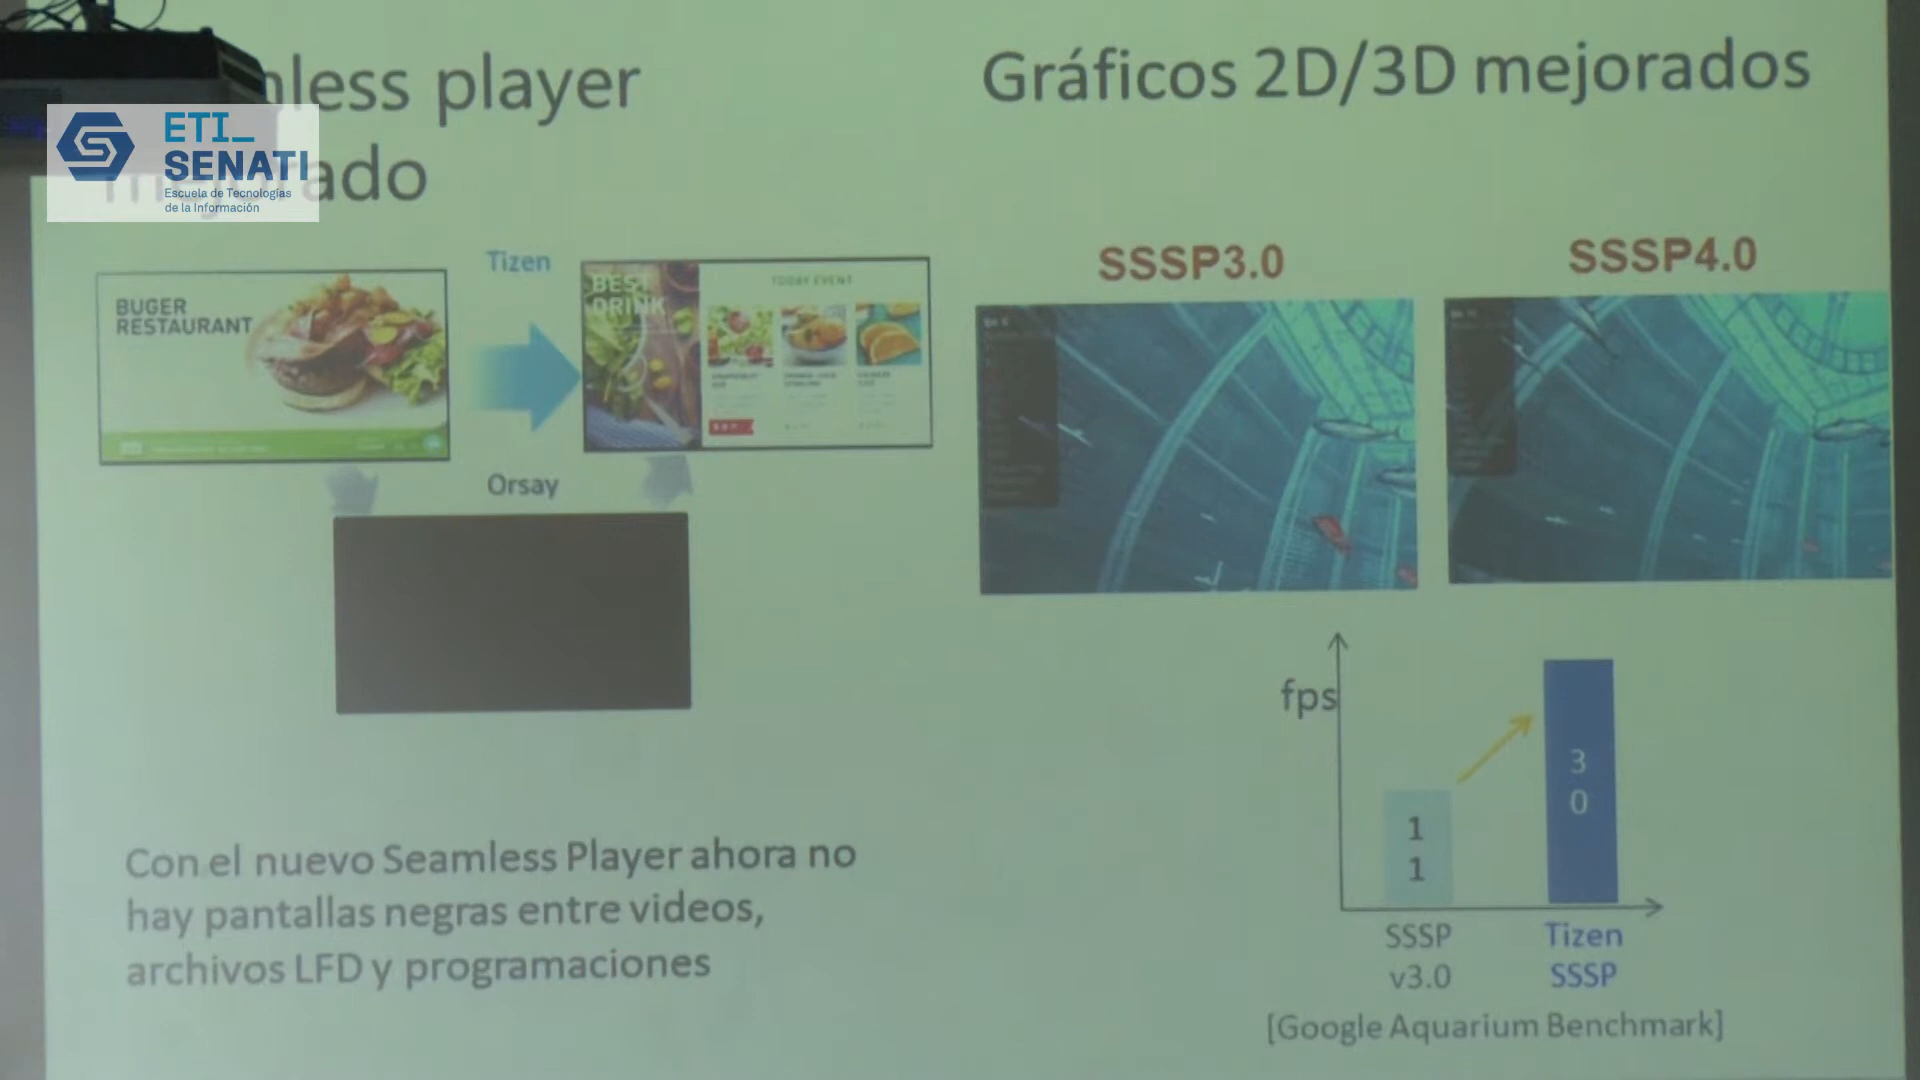 ETI_
SENATI
Escuela de Tecnologías
de la Información
less player
ado
Tizen
BUGER
RESTAURANT
BEST
DRINK
TODAY EVENT
Orsay
Con el nuevo Seamless Player ahora no
hay pantallas negras entre videos,
archivos LFD y programaciones
Gráficos 2D/3D mejorados
SSSP3.0
SSSP4.0
fps
1
1
3
0
SSSP
v3.0
Tizen
SSSP
[Google Aquarium Benchmark]